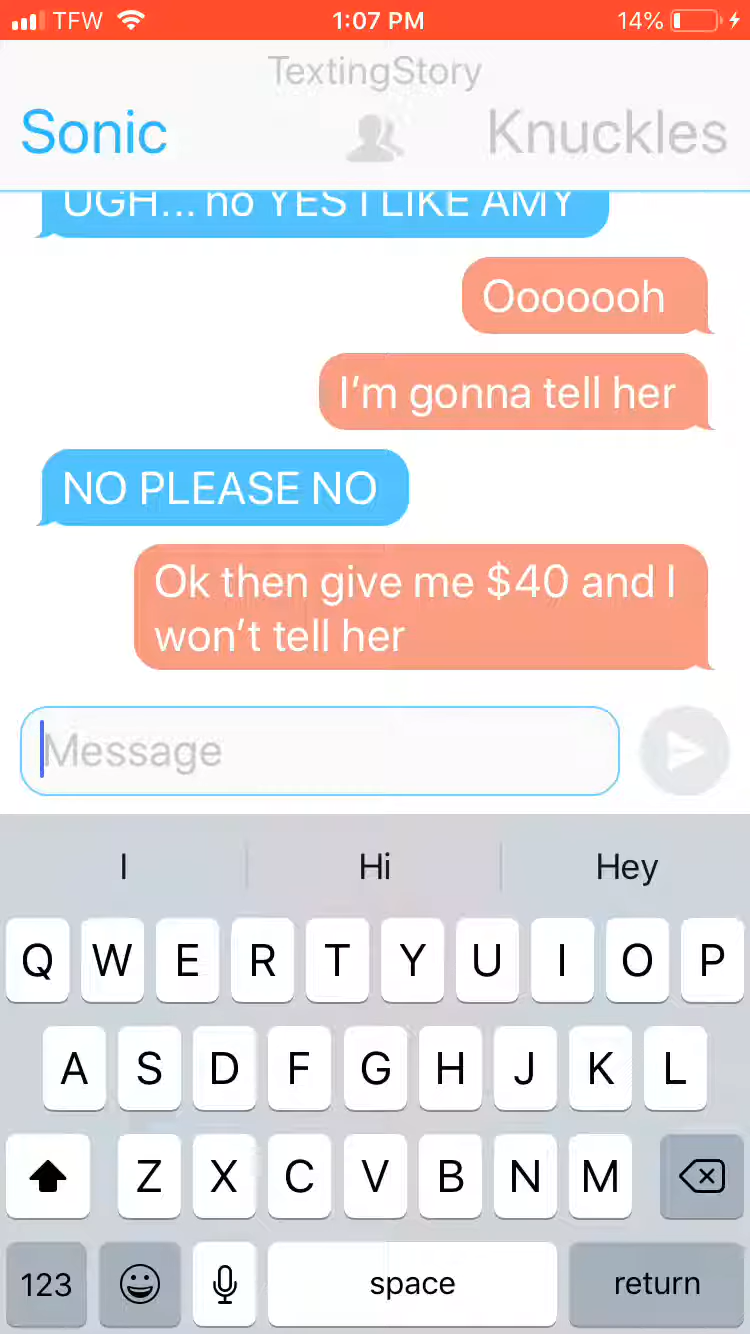 TFW 1:07 PM 14%
TextingStory
Sonic Knuckles
UGH... no YES I LIKE AMY
Ooooooh
I'm gonna tell her
NO PLEASE NO
Ok then give me $40 and I
won't tell her
Message
I Hi Hey
Q W E R T Y U I O P
A S D F G H J K L
Z X C V B N M
123 space return